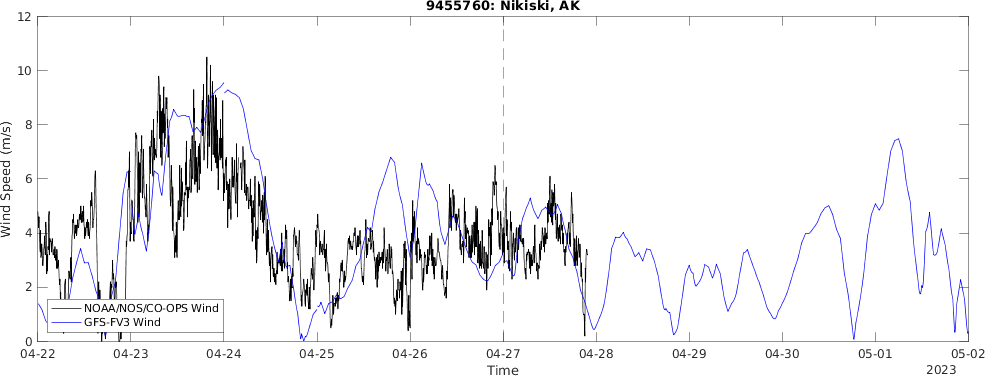 9455760: Nikiski, AK
12
10
8
6
4
2
0
Wind Speed (m/s)
NOAA/NOS/CO-OPS Wind
GFS-FV3 Wind
04-22 04-23 04-24 04-25 04-26 04-27 04-28 04-29 04-30 05-01 05-02
Time
2023